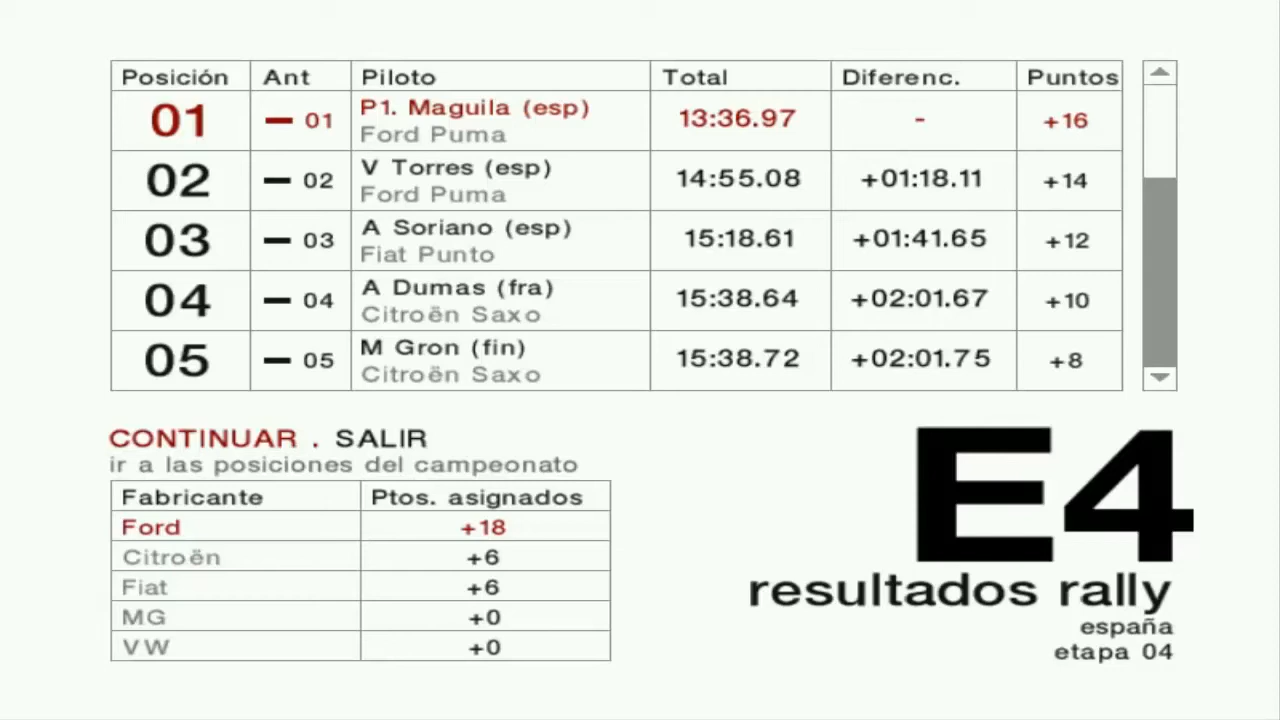 Posición Ant Piloto Total Diferenc. Puntos
01 – 01 P1. Maguila (esp) 13:36.97 - +16
Ford Puma
02 – 02 V Torres (esp) 14:55.08 +01:18.11 +14
Ford Puma
03 – 03 A Soriano (esp) 15:18.61 +01:41.65 +12
Fiat Punto
04 – 04 A Dumas (fra) 15:38.64 +02:01.67 +10
Citroën Saxo
05 – 05 M Gron (fin) 15:38.72 +02:01.75 +8
Citroën Saxo
CONTINUAR . SALIR
ir a las posiciones del campeonato
Fabricante Ptos. asignados
Ford +18
Citroën +6
Fiat +6
MG +0
VW +0
E4
resultados rally
españa
etapa 04